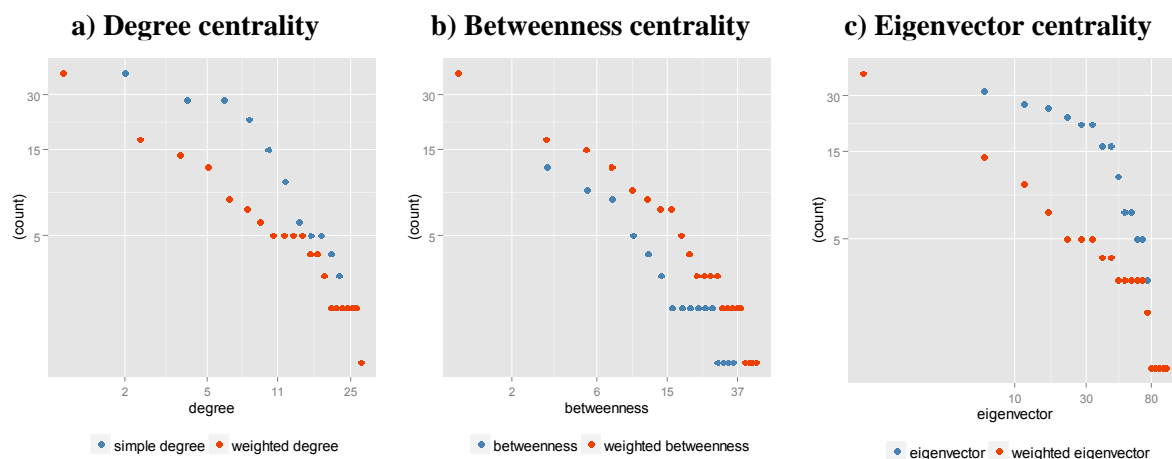 a) Degree centrality
30
15
5
(count)
2
5
11
25
degree
simple degree
weighted degree
b) Betweenness centrality
30
15
5
(count)
2
6
15
37
betweenness
betweenness
weighted betweenness
c) Eigenvector centrality
30
15
5
(count)
10
30
80
eigenvector
eigenvector
weighted eigenvector